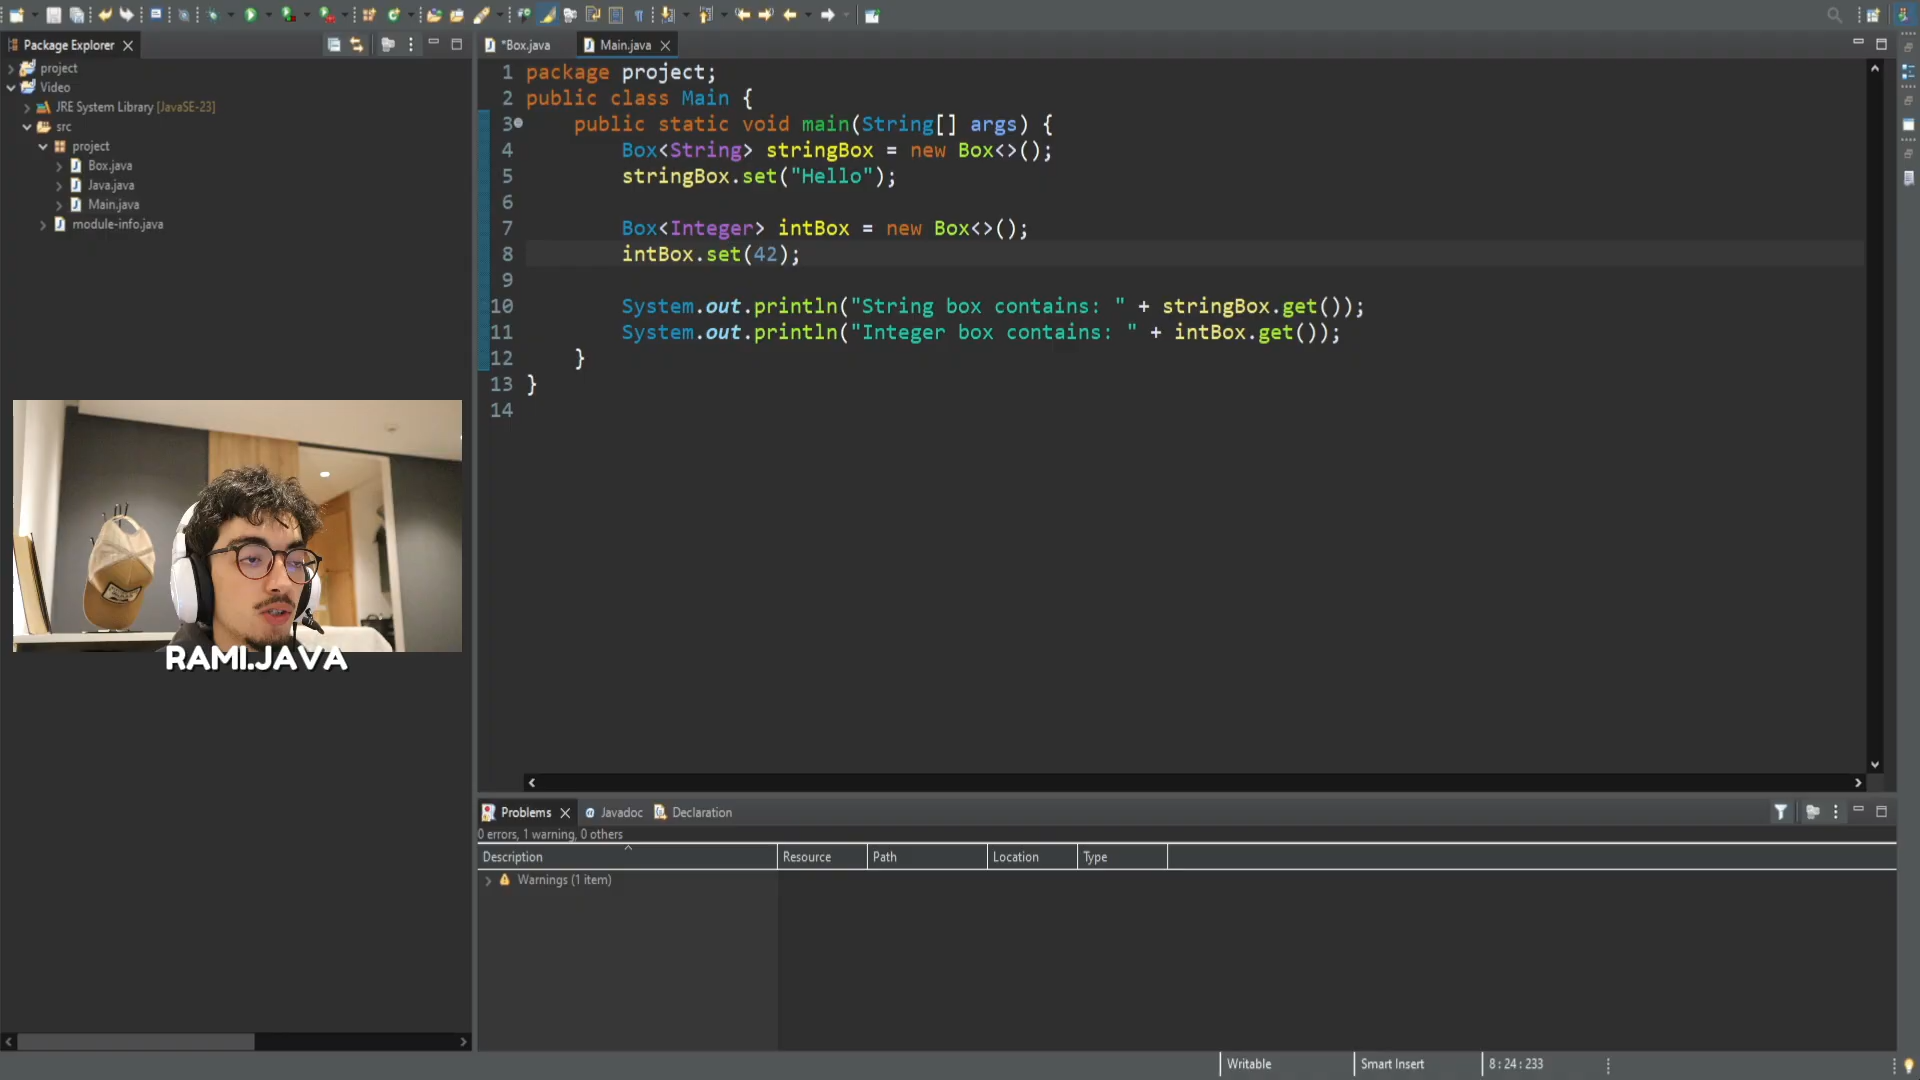 Package Explorer
project
Video
JRE System Library [JavaSE-23]
src
project
Box.java
Java.java
Main.java
module-info.java
RAMI.JAVA
*Box.java
Main.java
1 package project;
2 public class Main {
3 public static void main(String[] args) {
4 Box<String> stringBox = new Box<>();
5 stringBox.set("Hello");
6
7 Box<Integer> intBox = new Box<>();
8 intBox.set(42);
9
10 System.out.println("String box contains: " + stringBox.get());
11 System.out.println("Integer box contains: " + intBox.get());
12 }
13 }
14
Problems Javadoc Declaration
0 errors, 1 warning, 0 others
Description Resource Path Location Type
Warnings (1 item)
Writable Smart Insert 8 : 24 : 233